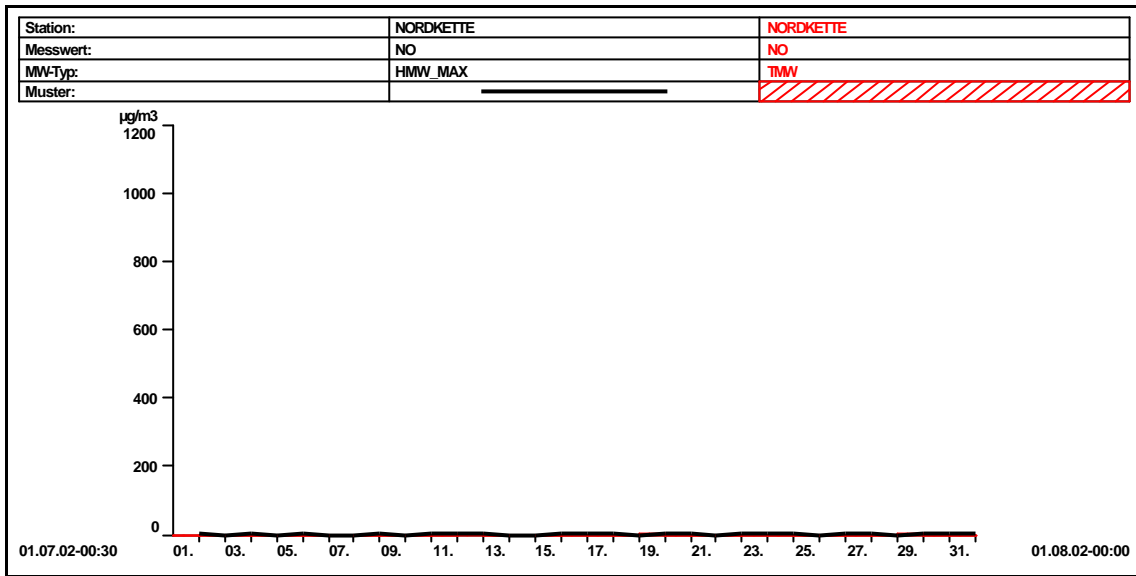 Station: NORDKETTE NORDKETTE
Messwert: NO NO
MW-Typ: HMW_MAX TMW
Muster:
µg/m3
1200
1000
800
600
400
200
0
01.07.02-00:30 01. 03. 05. 07. 09. 11. 13. 15. 17. 19. 21. 23. 25. 27. 29. 31. 01.08.02-00:00